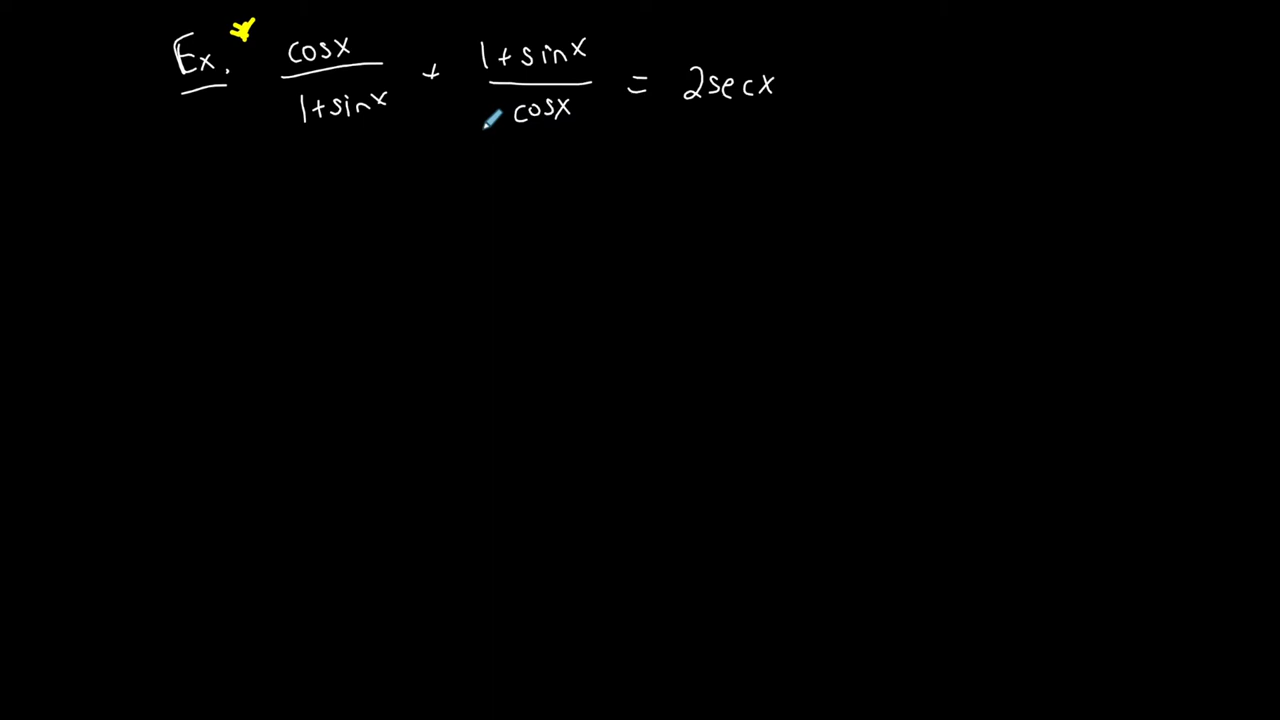 Ex. cosx/1+sinx + 1+sinx/cosx = 2secx